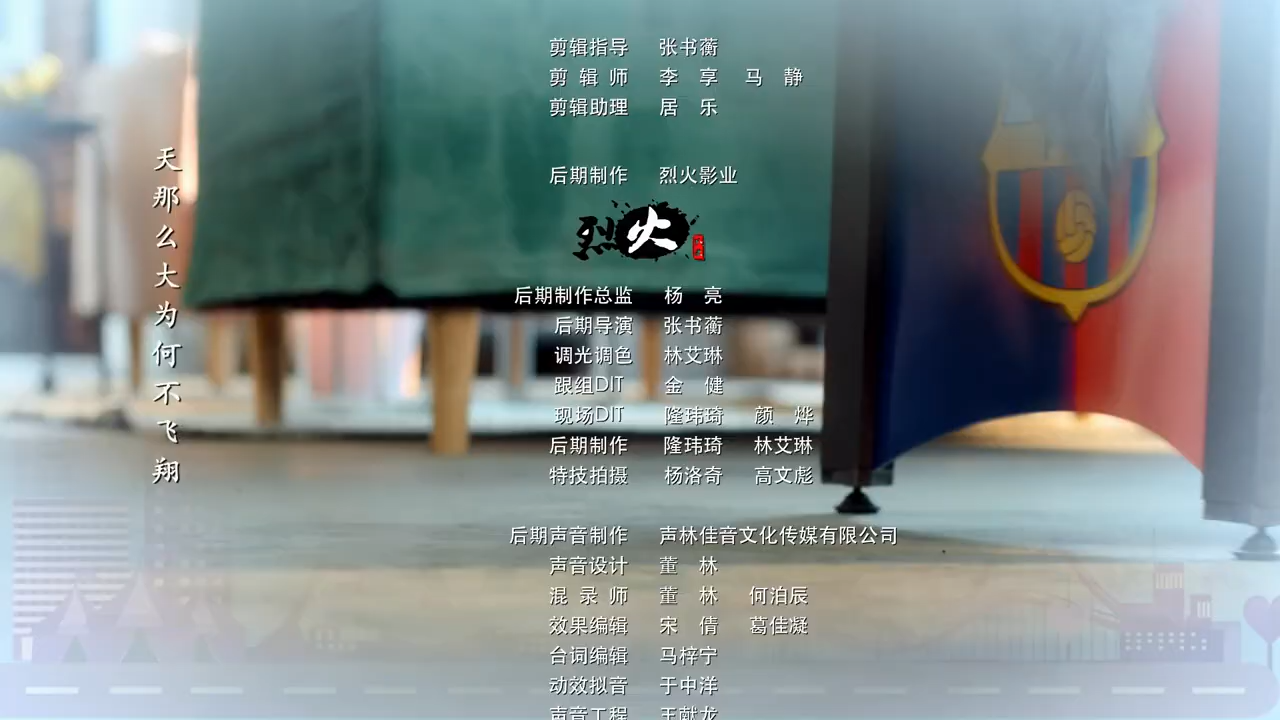 剪辑指导 张书蘅
剪辑师 李享 马静
剪辑助理 居乐
后期制作 烈火影业
烈火
后期制作总监 杨亮
后期导演 张书蘅
调光调色 林艾琳
跟组DIT 金健
现场DIT 隆玮琦 颜烨
后期制作 隆玮琦 林艾琳
特技拍摄 杨洛奇 高文彪
后期声音制作 声林佳音文化传媒有限公司
声音设计 董林
混录师 董林 何泊辰
效果编辑 宋倩 葛佳凝
台词编辑 马梓宁
动效拟音 于中洋
声音工程 王献龙
天那么大为何不飞翔